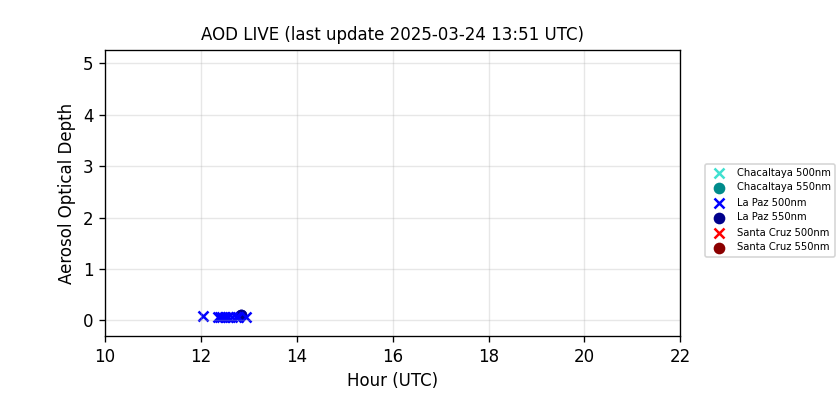 AOD LIVE (last update 2025-03-24 13:51 UTC)
Aerosol Optical Depth
5
4
3
2
1
0
10 12 14 16 18 20 22
Hour (UTC)
Chacaltaya 500nm
Chacaltaya 550nm
La Paz 500nm
La Paz 550nm
Santa Cruz 500nm
Santa Cruz 550nm